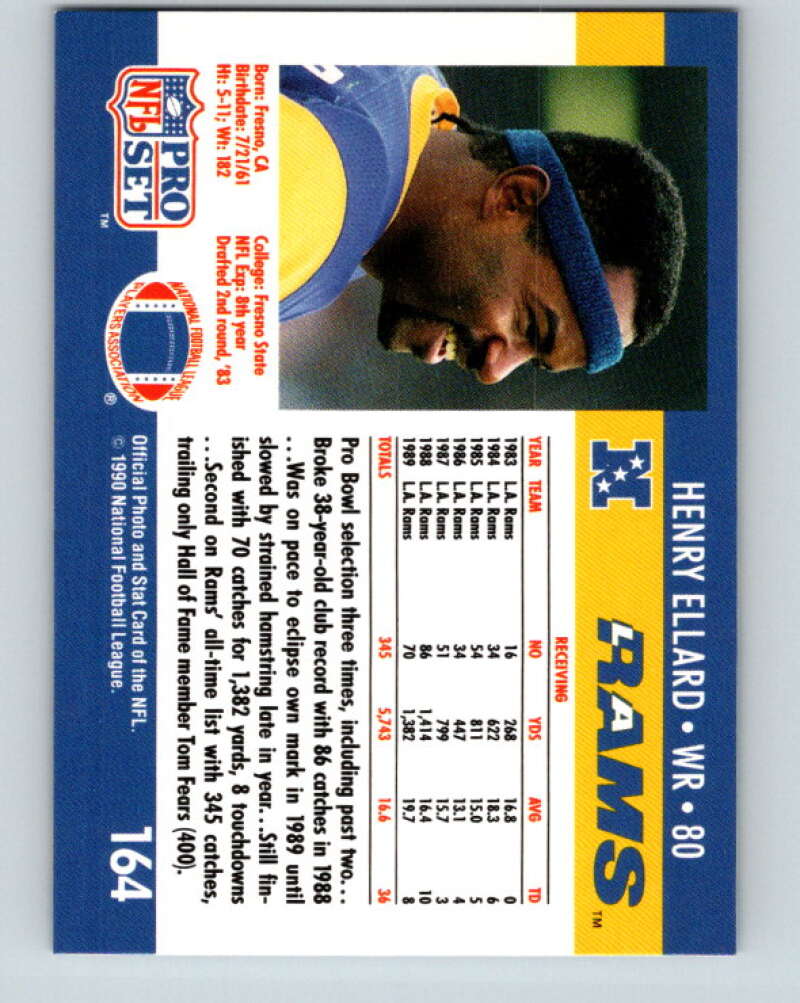 HENRY ELLARD • WR • 80
N
LA RAMS ™
RECEIVING
YEAR TEAM NO YDS AVG TD
1983 L.A. Rams 16 268 16.8 0
1984 L.A. Rams 34 622 18.3 6
1985 L.A. Rams 54 811 15.0 5
1986 L.A. Rams 34 447 13.1 4
1987 L.A. Rams 51 799 15.7 3
1988 L.A. Rams 86 1,414 16.4 10
1989 L.A. Rams 70 1,382 19.7 8
TOTALS 345 5,743 16.6 36
Pro Bowl selection three times, including past two...
Broke 38-year-old club record with 86 catches in 1988
...Was on pace to eclipse own mark in 1989 until
slowed by strained hamstring late in year...Still fin-
ished with 70 catches for 1,382 yards, 8 touchdowns
...Second on Rams' all-time list with 345 catches,
trailing only Hall of Fame member Tom Fears (400).
Born: Fresno, CA
Birthdate: 7/21/61
Ht: 5-11; Wt: 182
College: Fresno State
NFL Exp: 8th year
Drafted 2nd round, '83
NFL PRO SET ™
NATIONAL FOOTBALL LEAGUE
PLAYERS ASSOCIATION ®
Official Photo and Stat Card of the NFL.
© 1990 National Football League.
164